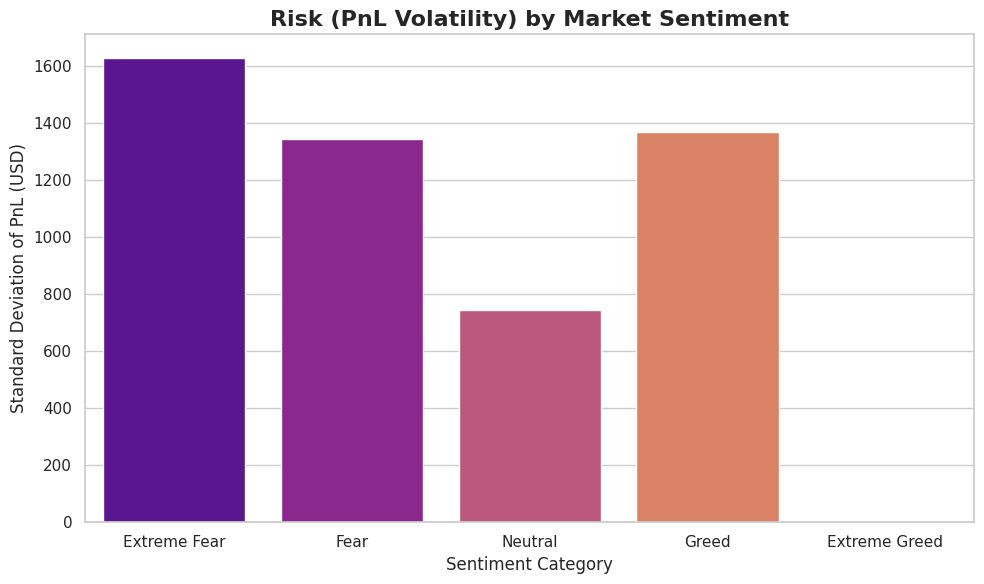 Risk (PnL Volatility) by Market Sentiment
Standard Deviation of PnL (USD)
1600
1400
1200
1000
800
600
400
200
0
Extreme Fear
Fear
Neutral
Greed
Extreme Greed
Sentiment Category